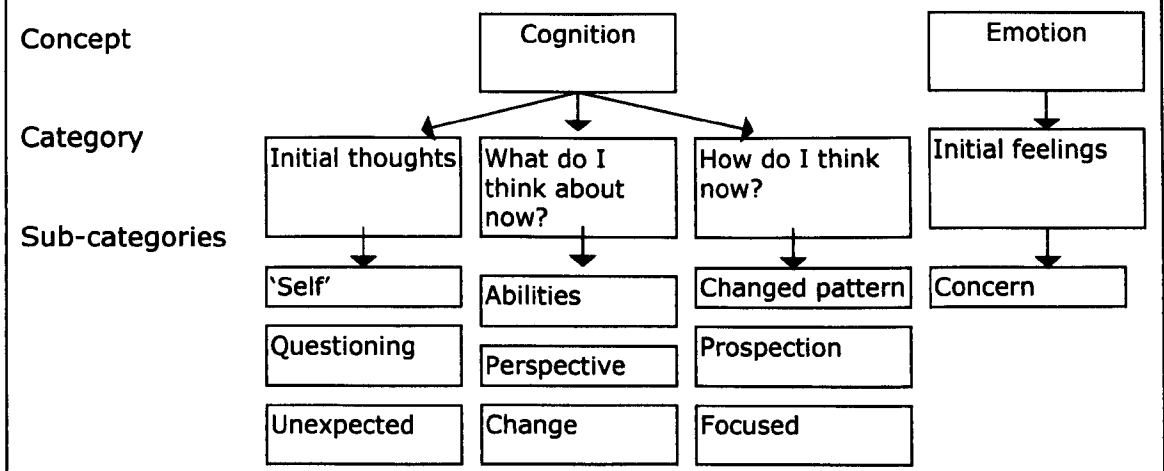 Concept
Cognition
Emotion
Category
Initial thoughts
What do I
think about
now?
How do I think
now?
Initial feelings
Sub-categories
‘Self’
Abilities
Changed pattern
Concern
Questioning
Perspective
Prospection
Unexpected
Change
Focused